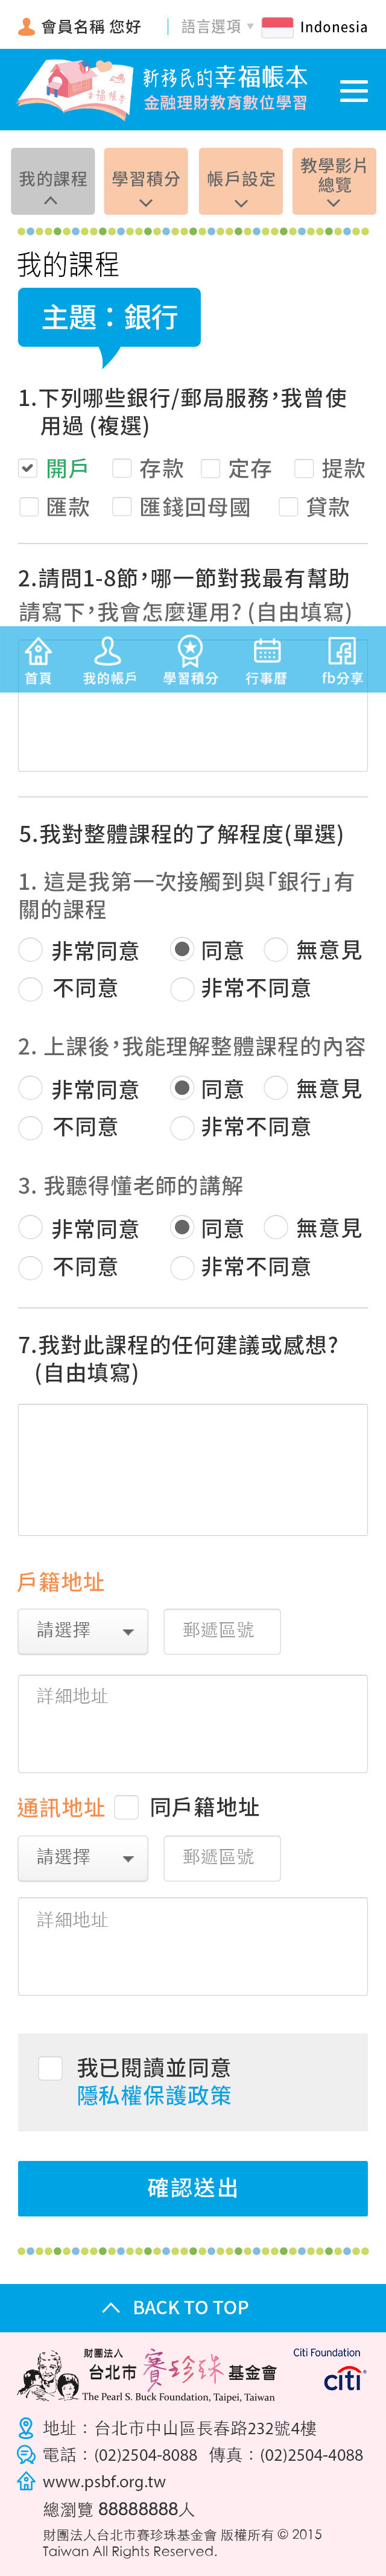 會員名稱 您好
語言選項
Indonesia
幸福帳本
新移民的幸福帳本
金融理財教育數位學習
我的課程
學習積分
帳戶設定
教學影片
總覽
我的課程
主題：銀行
1.下列哪些銀行/郵局服務，我曾使
用過 (複選)
開戶
存款
定存
提款
匯款
匯錢回母國
貸款
2.請問1-8節，哪一節對我最有幫助
請寫下，我會怎麼運用? (自由填寫)
首頁
我的帳戶
學習積分
行事曆
fb分享
5.我對整體課程的了解程度(單選)
1. 這是我第一次接觸到與「銀行」有
關的課程
非常同意
同意
無意見
不同意
非常不同意
2. 上課後，我能理解整體課程的內容
非常同意
同意
無意見
不同意
非常不同意
3. 我聽得懂老師的講解
非常同意
同意
無意見
不同意
非常不同意
7.我對此課程的任何建議或感想?
(自由填寫)
戶籍地址
請選擇
郵遞區號
詳細地址
通訊地址
同戶籍地址
請選擇
郵遞區號
詳細地址
我已閱讀並同意
隱私權保護政策
確認送出
BACK TO TOP
財團法人
台北市賽珍珠基金會
The Pearl S. Buck Foundation, Taipei, Taiwan
Citi Foundation
citi
地址：台北市中山區長春路232號4樓
電話：(02)2504-8088 傳真：(02)2504-4088
www.psbf.org.tw
總瀏覽 88888888人
財團法人台北市賽珍珠基金會 版權所有 © 2015
Taiwan All Rights Reserved.